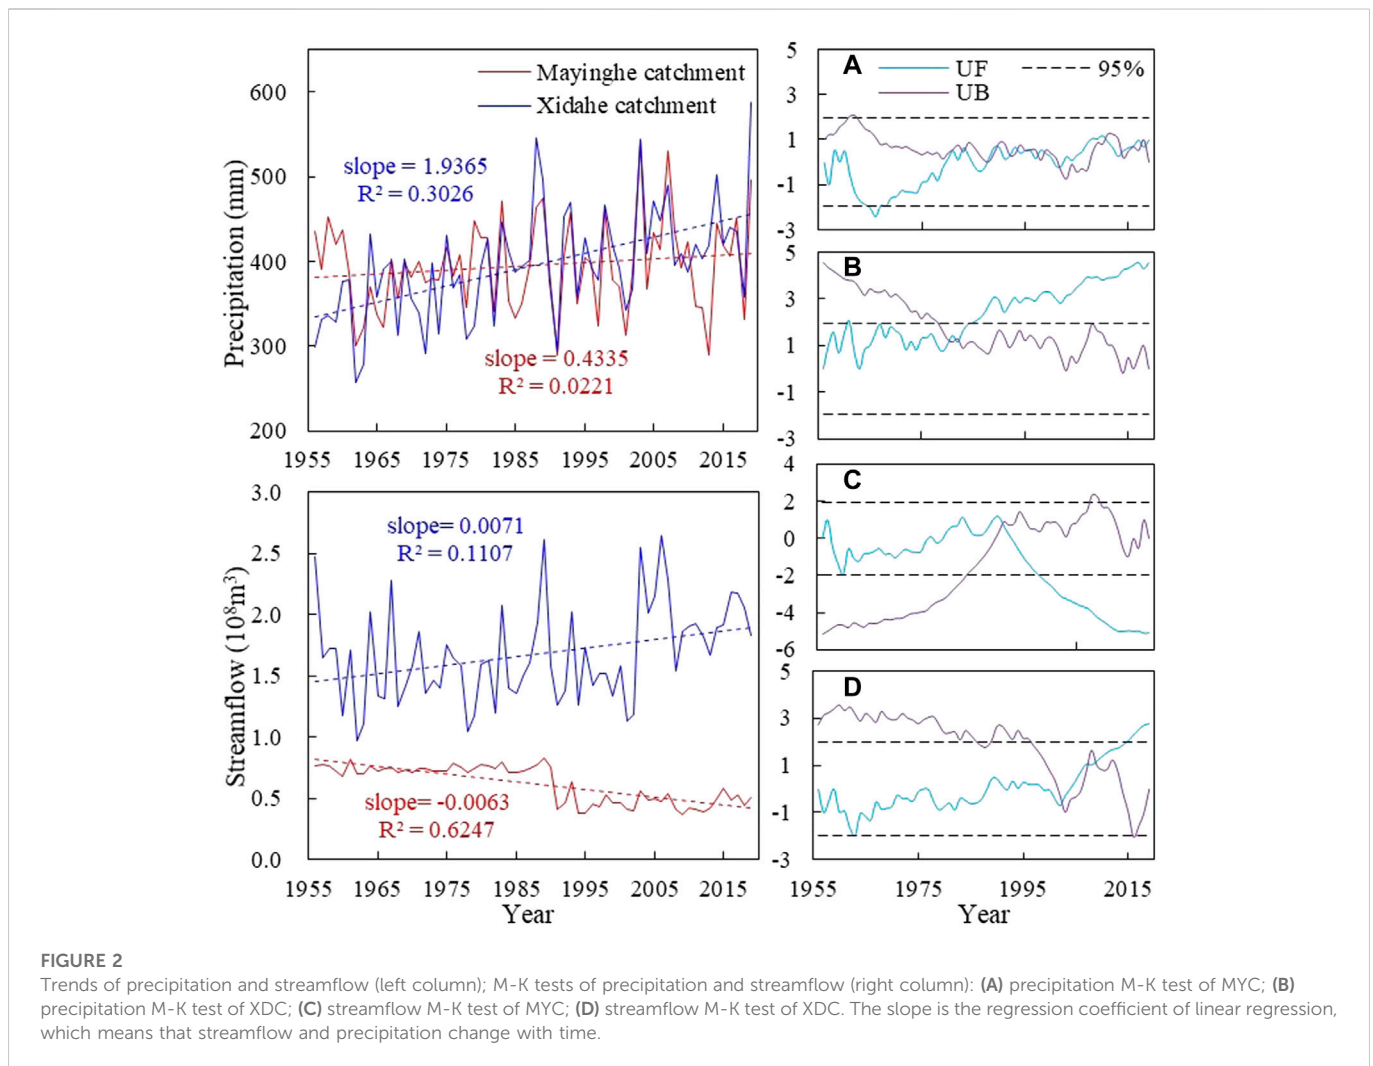 Mayinghe catchment
Xidahe catchment
slope = 1.9365
R² = 0.3026
slope = 0.4335
R² = 0.0221
Precipitation (nm)
600
500
400
300
200
1955 1965 1975 1985 1995 2005 2015
slope= 0.0071
R² = 0.1107
slope= -0.0063
R² = 0.6247
Streamflow (10⁸m³)
3.0
2.5
2.0
1.5
1.0
0.5
0.0
1955 1965 1975 1985 1995 2005 2015
Year
A
UF
UB
95%
5
3
1
-1
-3
B
5
3
1
-1
-3
C
4
2
0
-2
-4
-6
D
5
3
1
-1
-3
1955 1975 1995 2015
Year
FIGURE 2
Trends of precipitation and streamflow (left column); M-K tests of precipitation and streamflow (right column): (A) precipitation M-K test of MYC; (B)
precipitation M-K test of XDC; (C) streamflow M-K test of MYC; (D) streamflow M-K test of XDC. The slope is the regression coefficient of linear regression,
which means that streamflow and precipitation change with time.